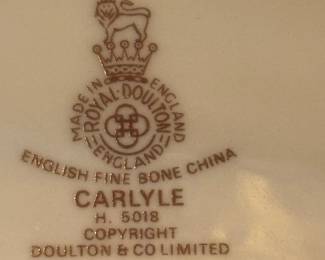 MADE IN ENGLAND
ROYAL·DOULTON
ENGLAND
ENGLISH FINE BONE CHINA
CARLYLE
H. 5018
COPYRIGHT
DOULTON & CO LIMITED